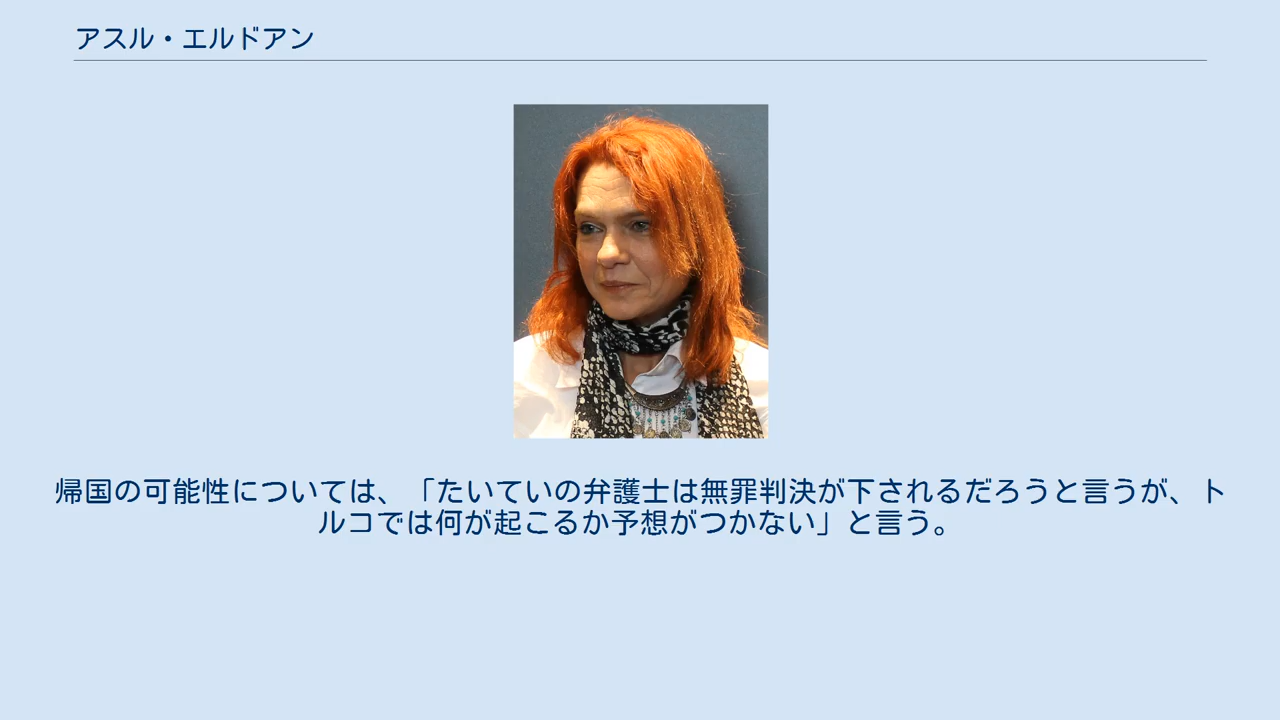 アスル・エルドアン
帰国の可能性については、「たいていの弁護士は無罪判決が下されるだろうと言うが、ト
ルコでは何が起こるか予想がつかない」と言う。